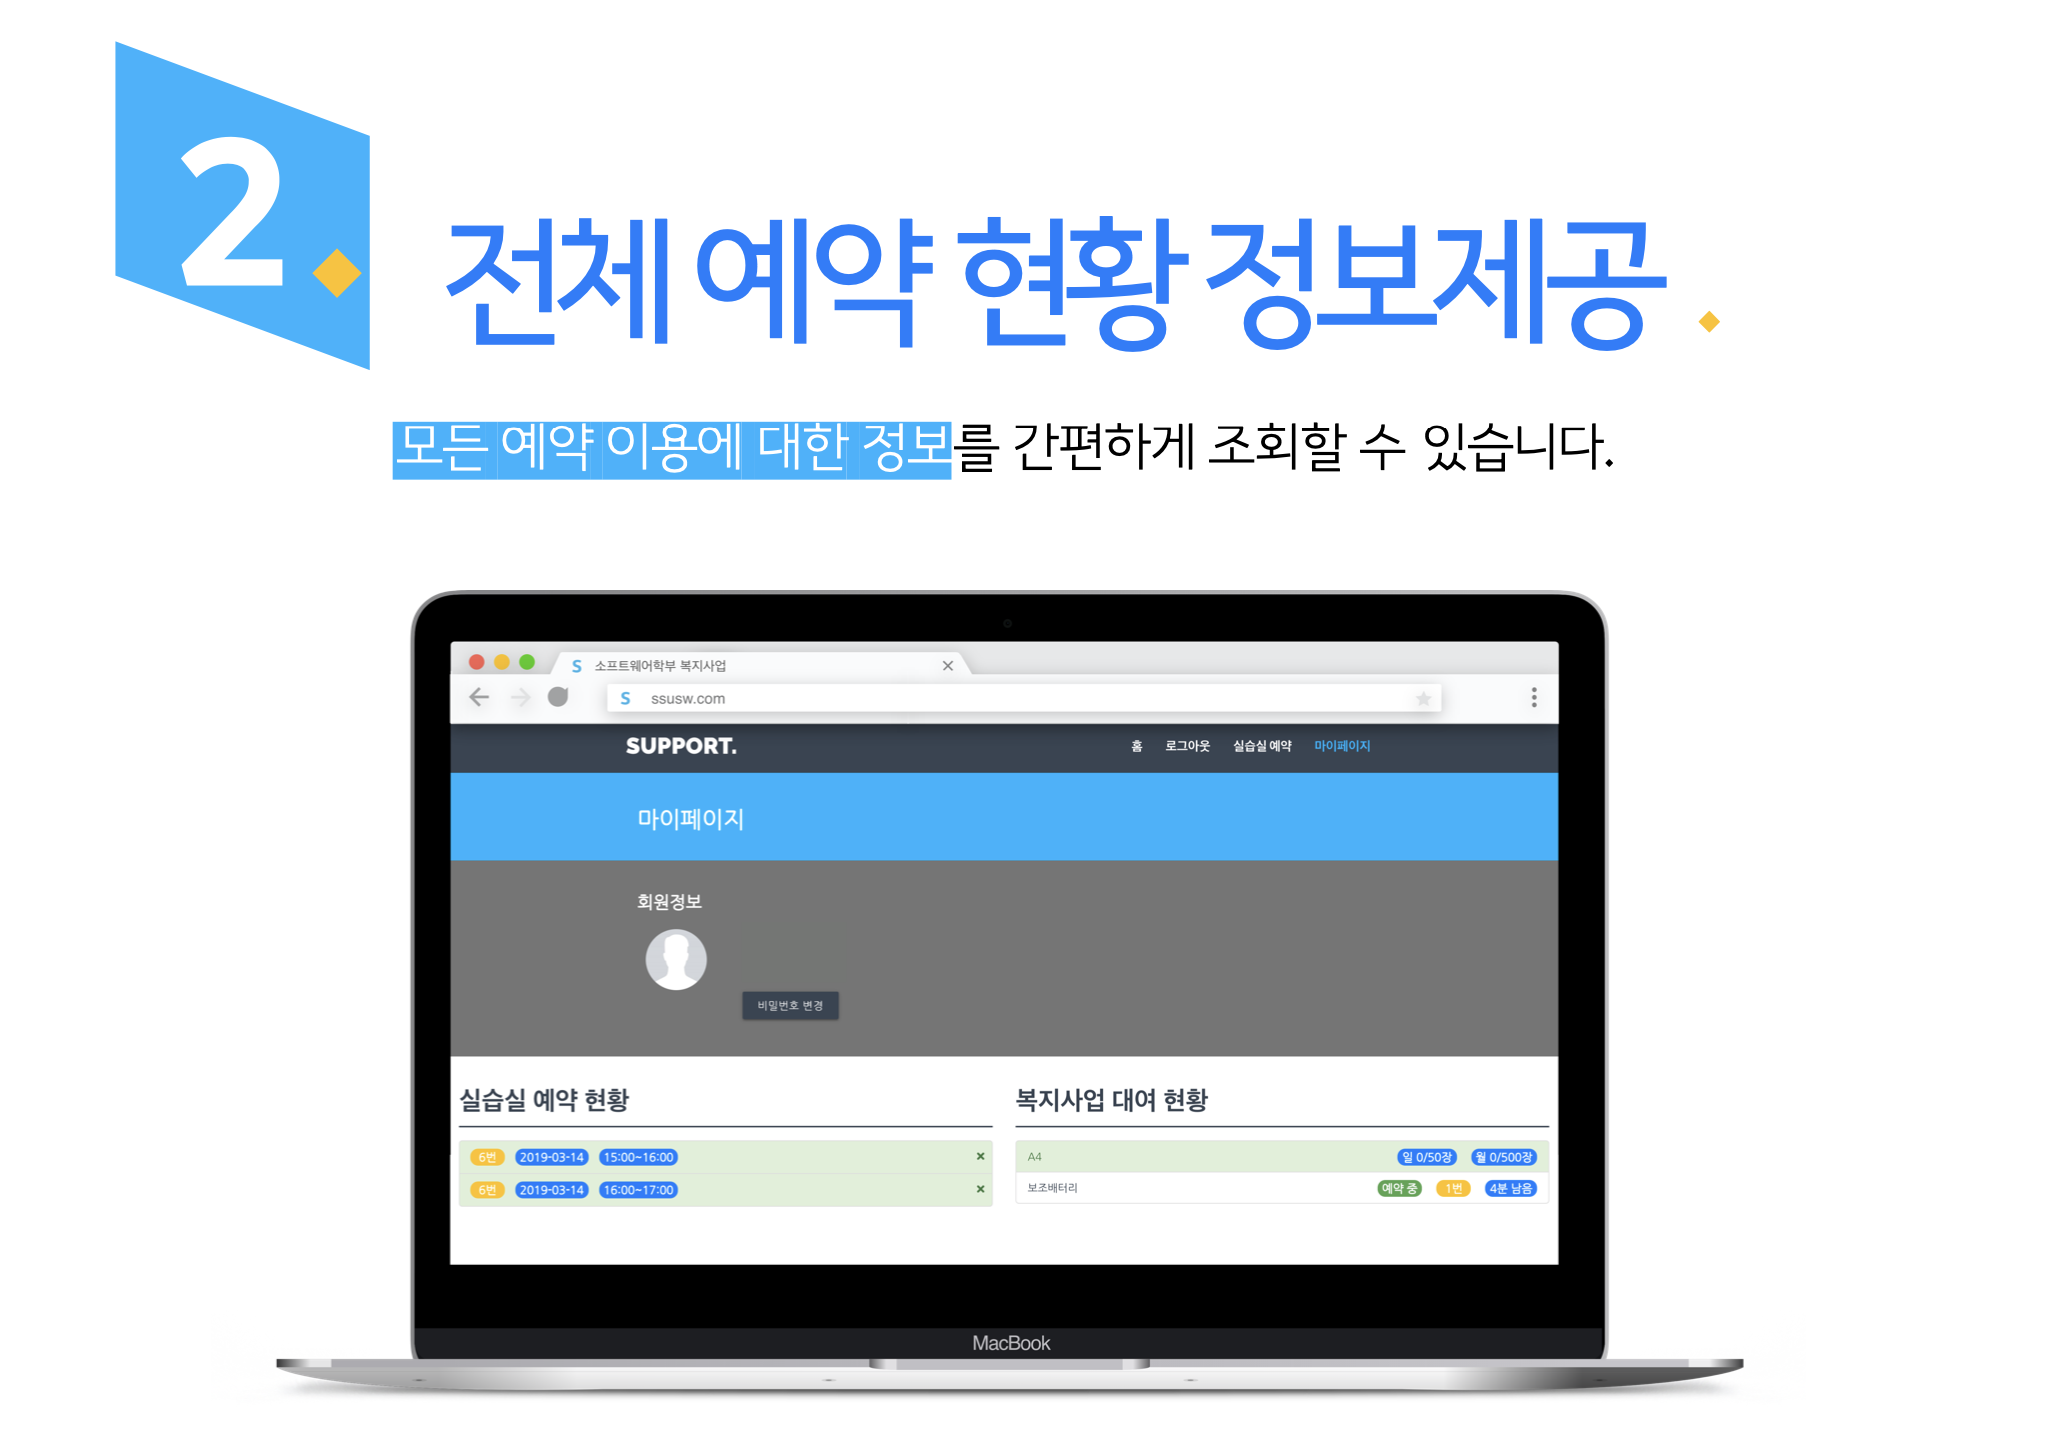 2.
전체 예약 현황 정보제공.
모든 예약 이용에 대한 정보를 간편하게 조회할 수 있습니다.
S 소프트웨어학부 복지사업
S ssusw.com
SUPPORT. 홈 로그아웃 실습실 예약 마이페이지
마이페이지
회원정보
비밀번호 변경
실습실 예약 현황
6번 2019-03-14 15:00~16:00 ×
6번 2019-03-14 16:00~17:00 ×
복지사업 대여 현황
A4 일 0/50장 월 0/500장
보조배터리 예약 중 1번 4분 남음
MacBook